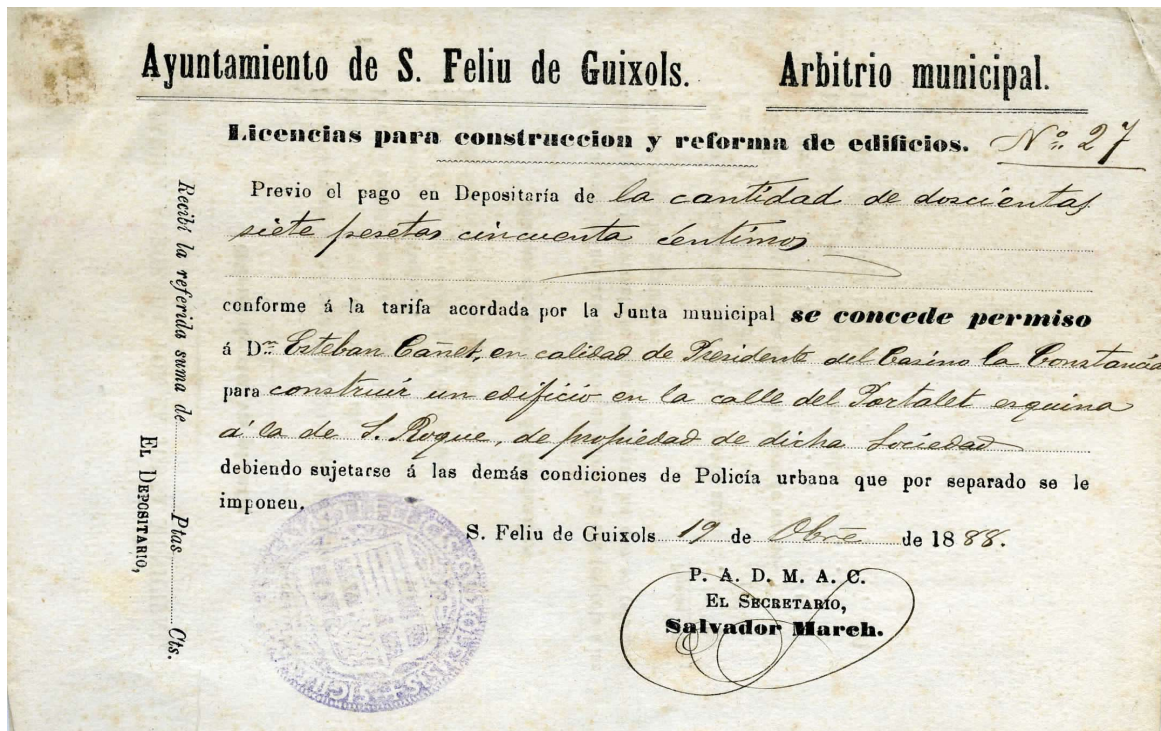 Ayuntamiento de S. Feliu de Guixols. Arbitrio municipal.
Licencias para construccion y reforma de edificios. Nº 27
Previo el pago en Depositaría de la cantidad de doscientas
siete pesetas cincuenta céntimos
conforme á la tarifa acordada por la Junta municipal se concede permiso
á Dn Esteban Cañet, en calidad de Presidente del Casino la Constancia
para construir un edificio en la calle del Portalet esquina
á la de S. Roque, de propiedad de dicha Sociedad
debiendo sujetarse á las demás condiciones de Policía urbana que por separado se le
imponen.
S. Feliu de Guixols 19 de Obre de 1888.
P. A. D. M. A. C.
EL SECRETARIO,
Salvador March.
Recibí la referida suma de Ptas. Cts.
EL DEPOSITARIO,